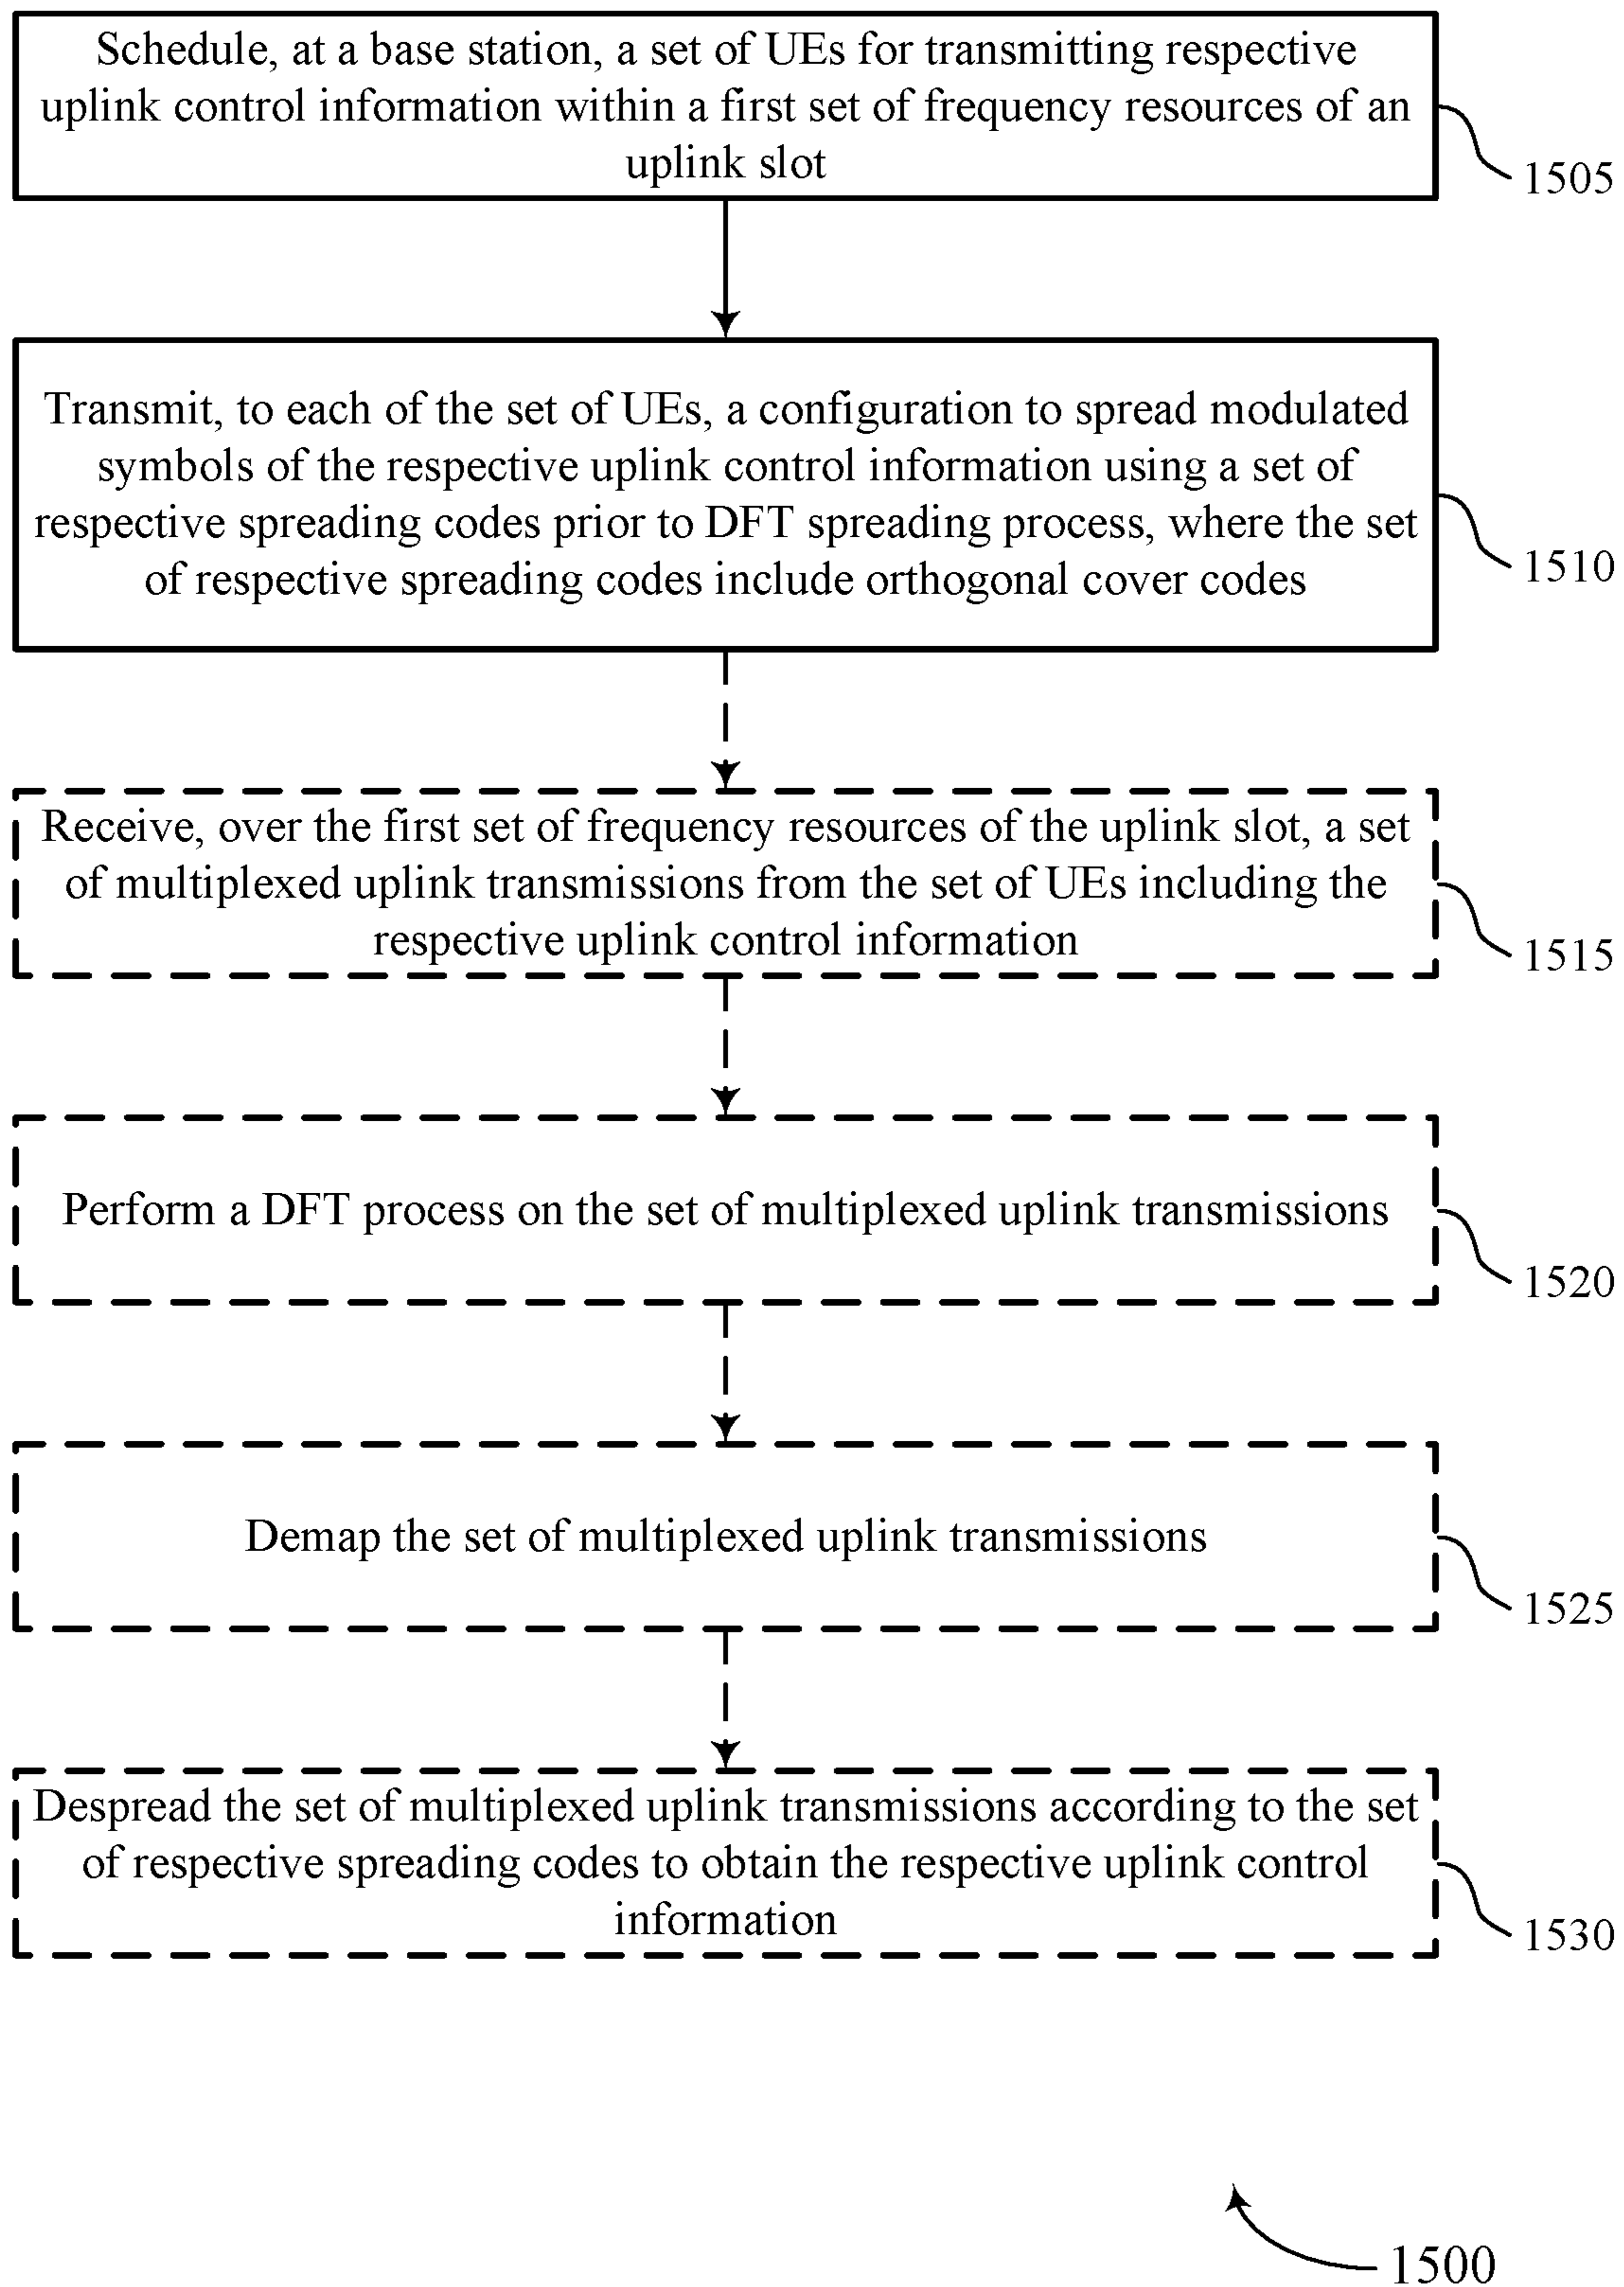 Schedule, at a base station, a set of UEs for transmitting respective
uplink control information within a first set of frequency resources of an
uplink slot
1505
Transmit, to each of the set of UEs, a configuration to spread modulated
symbols of the respective uplink control information using a set of
respective spreading codes prior to DFT spreading process, where the set
of respective spreading codes include orthogonal cover codes
1510
Receive, over the first set of frequency resources of the uplink slot, a set
of multiplexed uplink transmissions from the set of UEs including the
respective uplink control information
1515
Perform a DFT process on the set of multiplexed uplink transmissions
1520
Demap the set of multiplexed uplink transmissions
1525
Despread the set of multiplexed uplink transmissions according to the set
of respective spreading codes to obtain the respective uplink control
information
1530
1500